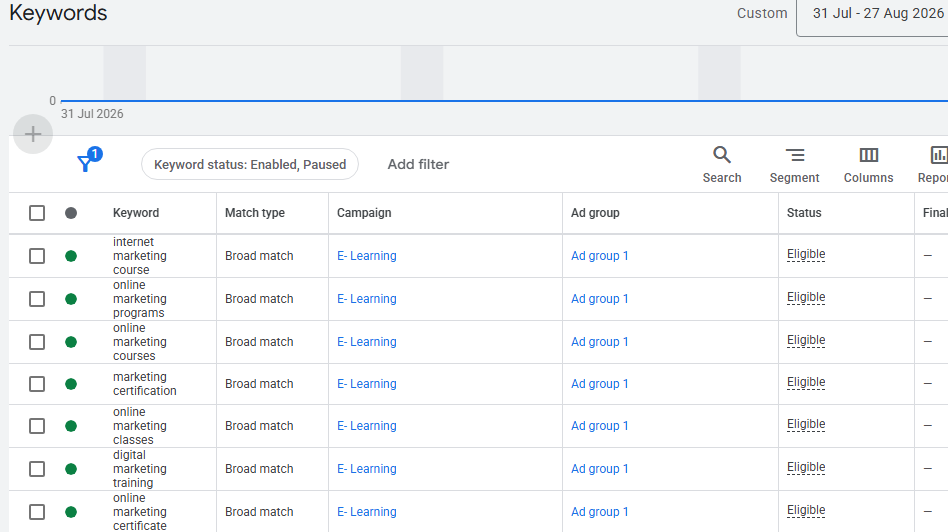 Keywords
Custom 31 Jul - 27 Aug 2026
0
31 Jul 2026
1
Keyword status: Enabled, Paused Add filter
Search Segment Columns Repor
Keyword Match type Campaign Ad group Status Final
internet
marketing
course
Broad match E- Learning Ad group 1 Eligible —
online
marketing
programs
Broad match E- Learning Ad group 1 Eligible —
online
marketing
courses
Broad match E- Learning Ad group 1 Eligible —
marketing
certification
Broad match E- Learning Ad group 1 Eligible —
online
marketing
classes
Broad match E- Learning Ad group 1 Eligible —
digital
marketing
training
Broad match E- Learning Ad group 1 Eligible —
online
marketing
certificate
Broad match E- Learning Ad group 1 Eligible —